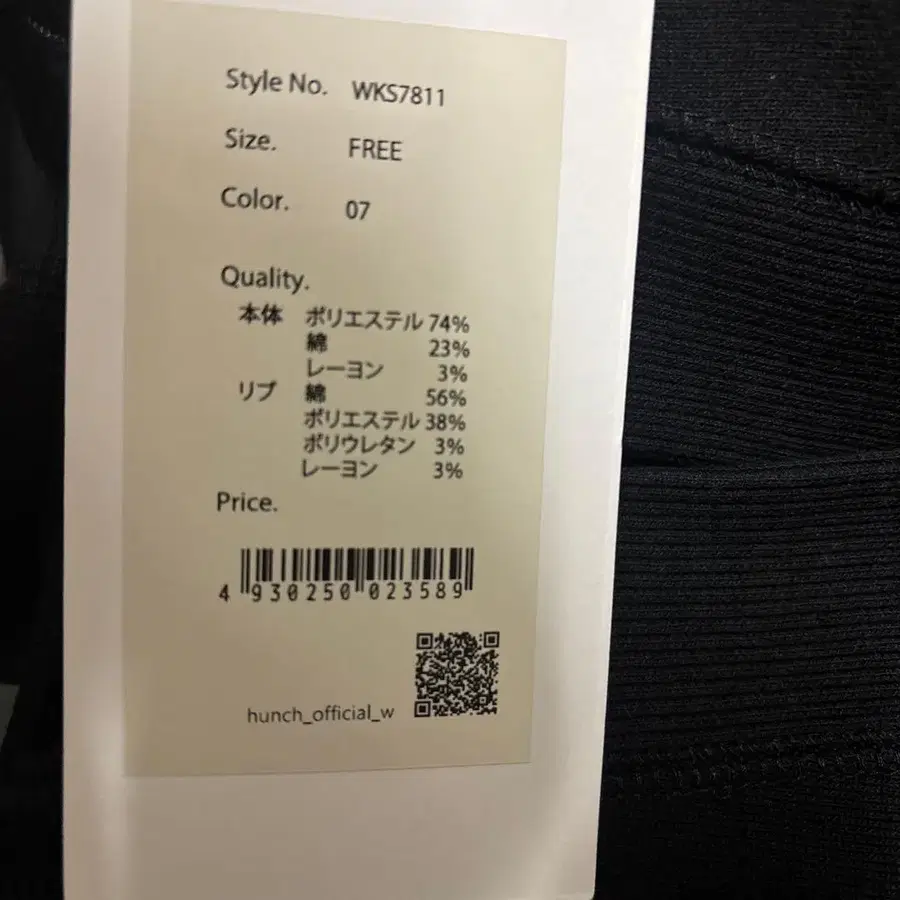 Style No. WKS7811
Size. FREE
Color. 07
Quality.
本体 ポリエステル 74%
綿 23%
レーヨン 3%
リブ 綿 56%
ポリエステル 38%
ポリウレタン 3%
レーヨン 3%
Price.
4 930250 023589
hunch_official_w